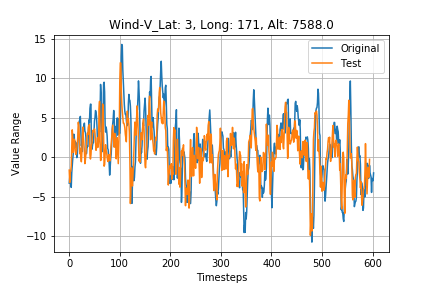 Wind-V_Lat: 3, Long: 171, Alt: 7588.0
Original
Test
Value Range
15
10
5
0
−5
−10
0 100 200 300 400 500 600
Timesteps